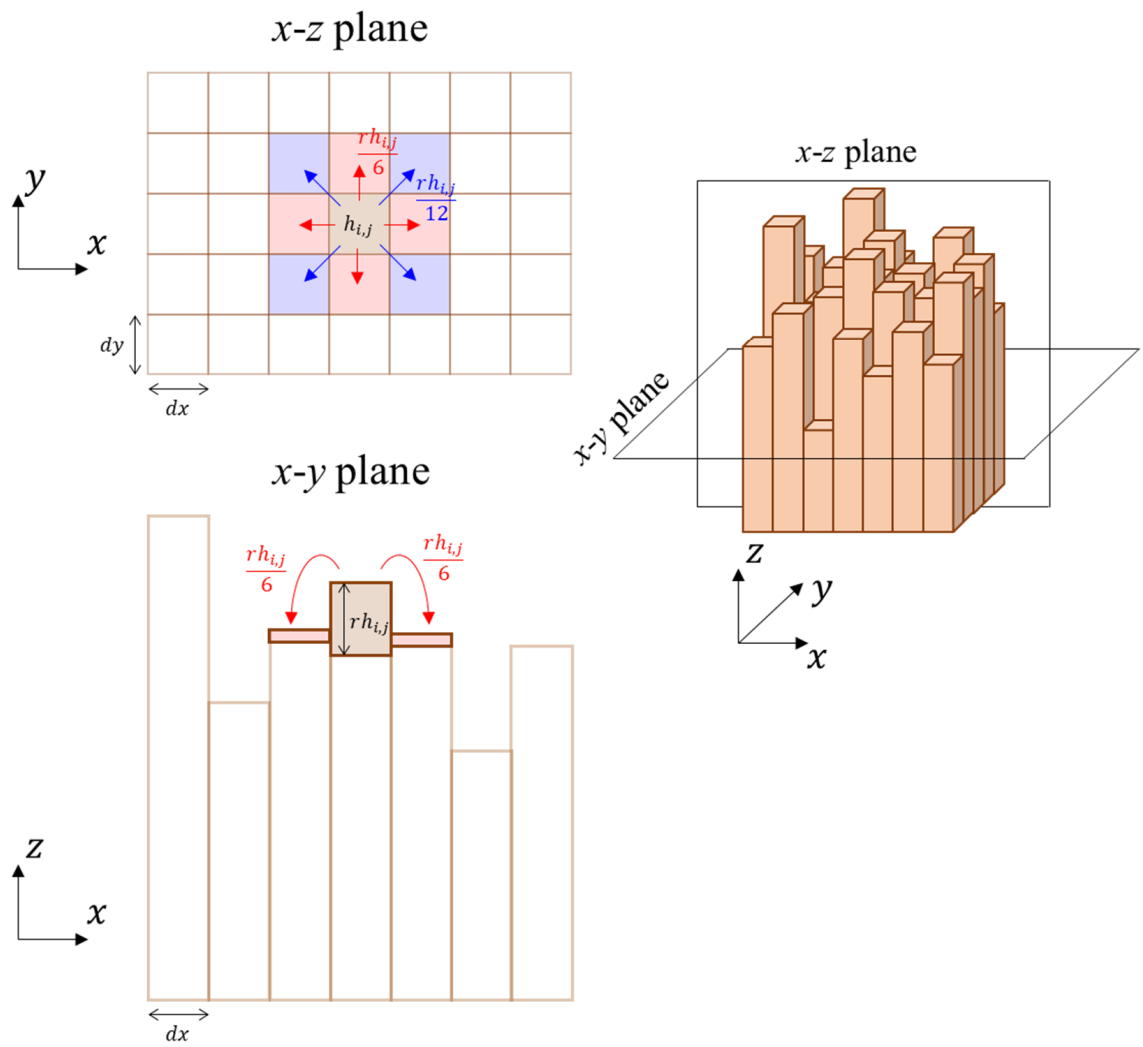 x-z plane
y
x
rh_{i,j}/6
rh_{i,j}/12
h_{i,j}
dy
dx
x-y plane
rh_{i,j}/6
rh_{i,j}/6
rh_{i,j}
z
x
dx
x-z plane
x-y plane
z
y
x